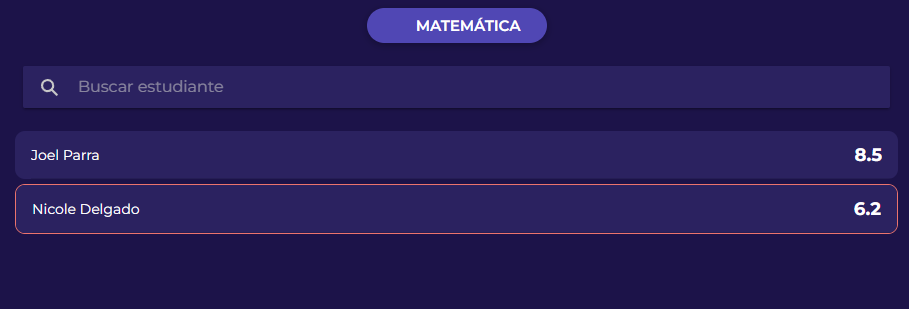 MATEMÁTICA
Buscar estudiante
Joel Parra 8.5
Nicole Delgado 6.2